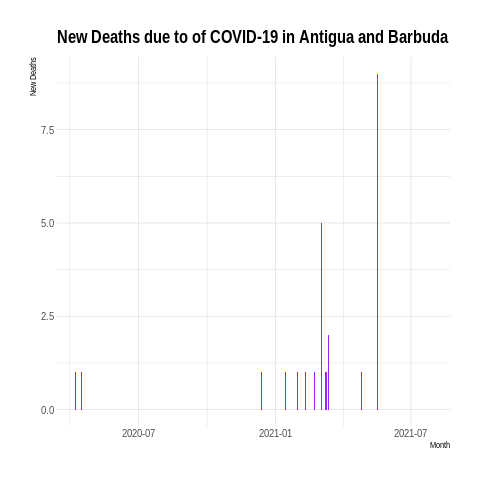 New Deaths due to of COVID-19 in Antigua and Barbuda
New Deaths
7.5
5.0
2.5
0.0
2020-07 2021-01 2021-07
Month